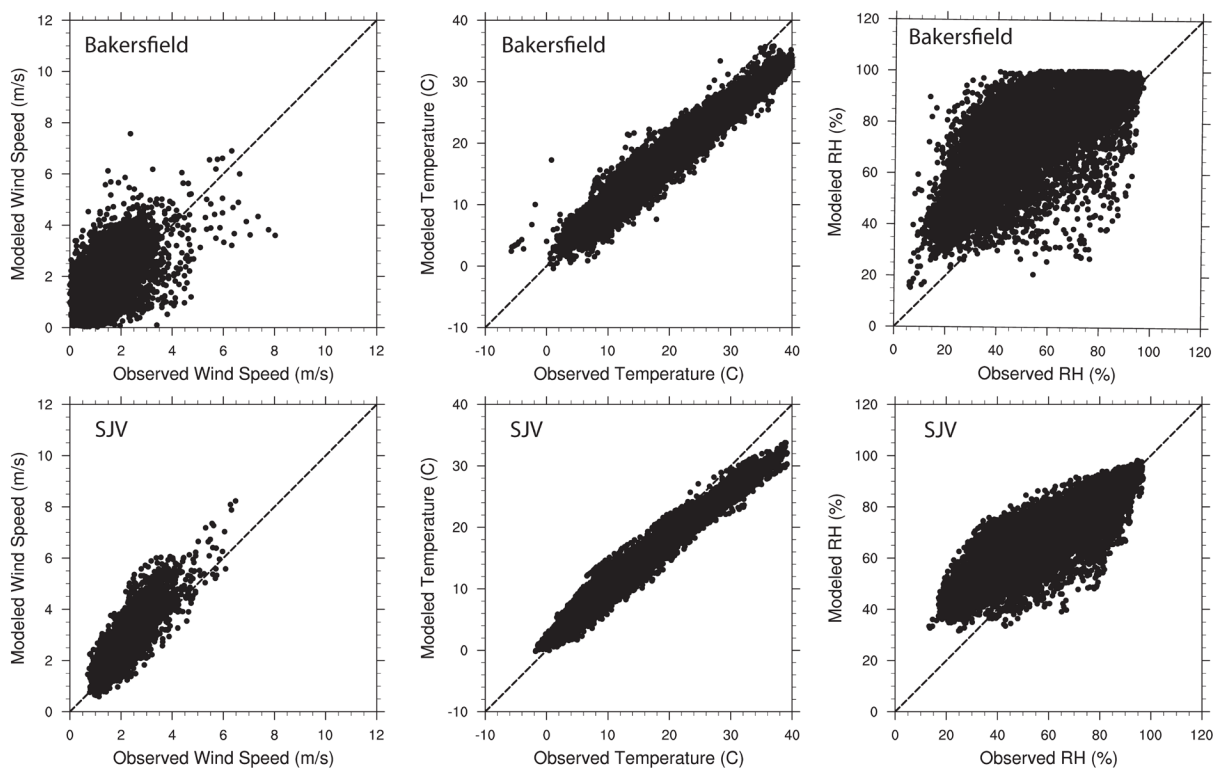 Bakersfield
Modeled Wind Speed (m/s)
12
10
8
6
4
2
0
0 2 4 6 8 10 12
Observed Wind Speed (m/s)
Bakersfield
Modeled Temperature (C)
40
30
20
10
0
-10
-10 0 10 20 30 40
Observed Temperature (C)
Bakersfield
Modeled RH (%)
120
100
80
60
40
20
0
0 20 40 60 80 100 120
Observed RH (%)
SJV
Modeled Wind Speed (m/s)
12
10
8
6
4
2
0
0 2 4 6 8 10 12
Observed Wind Speed (m/s)
SJV
Modeled Temperature (C)
40
30
20
10
0
-10
-10 0 10 20 30 40
Observed Temperature (C)
SJV
Modeled RH (%)
120
100
80
60
40
20
0
0 20 40 60 80 100 120
Observed RH (%)